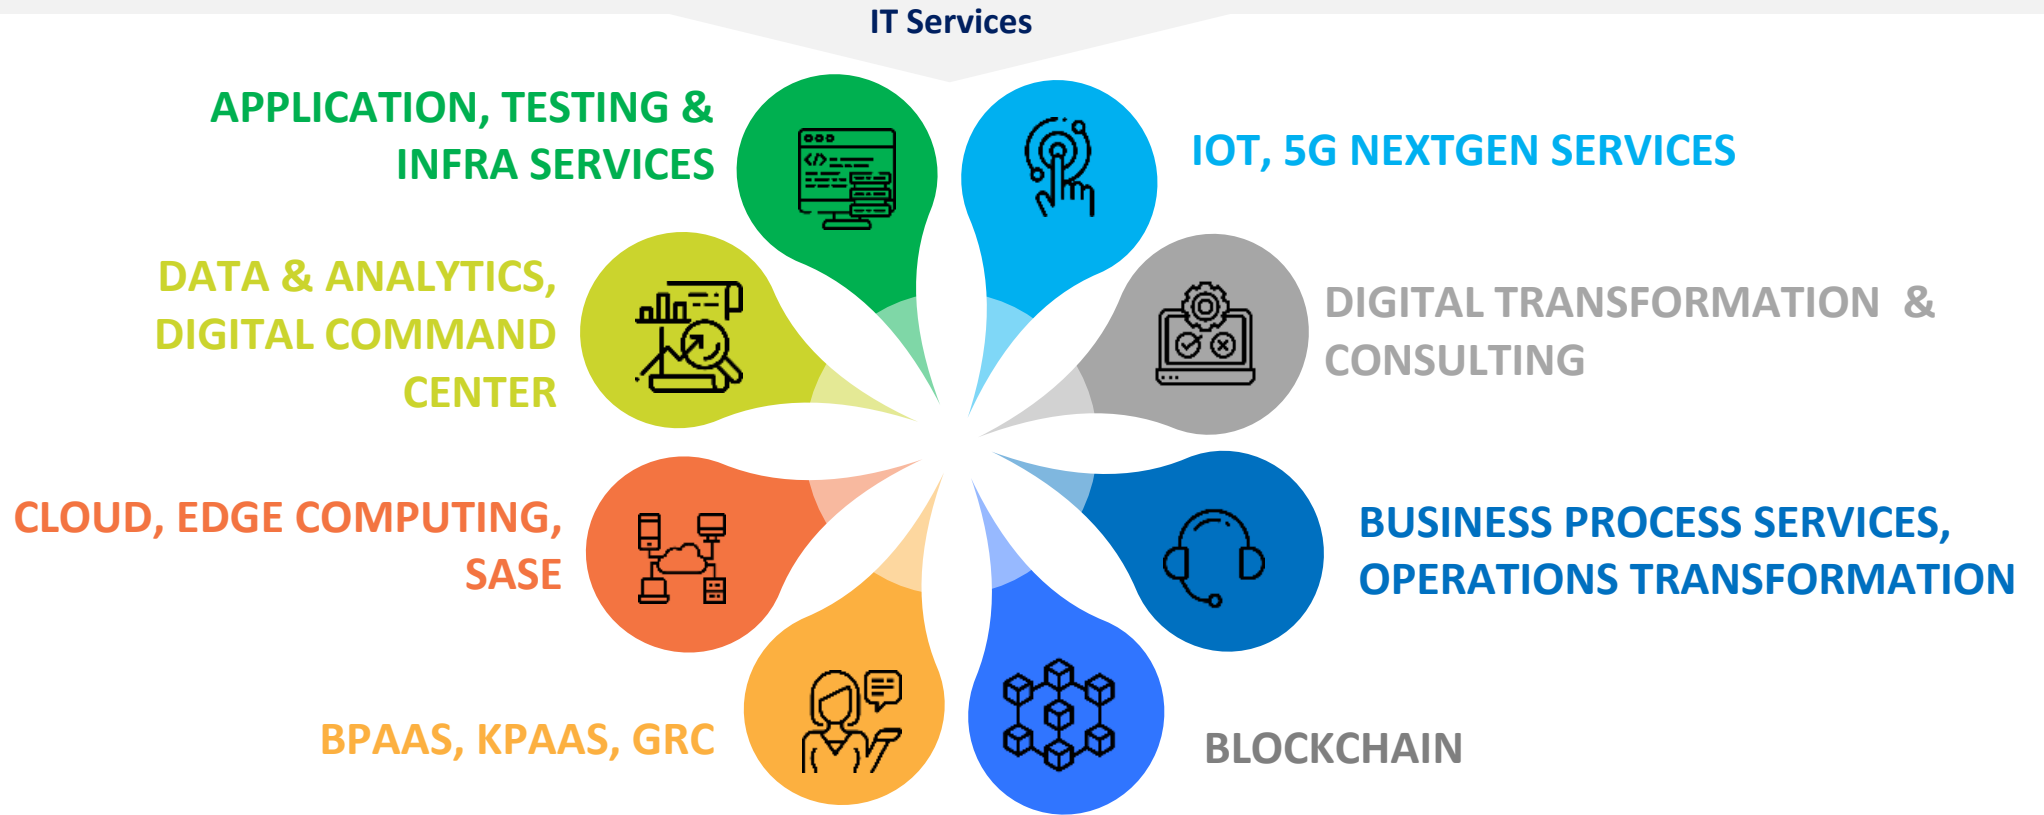 IT Services
APPLICATION, TESTING &
INFRA SERVICES
IOT, 5G NEXTGEN SERVICES
DATA & ANALYTICS,
DIGITAL COMMAND
CENTER
DIGITAL TRANSFORMATION &
CONSULTING
CLOUD, EDGE COMPUTING,
SASE
BUSINESS PROCESS SERVICES,
OPERATIONS TRANSFORMATION
BPAAS, KPAAS, GRC
BLOCKCHAIN